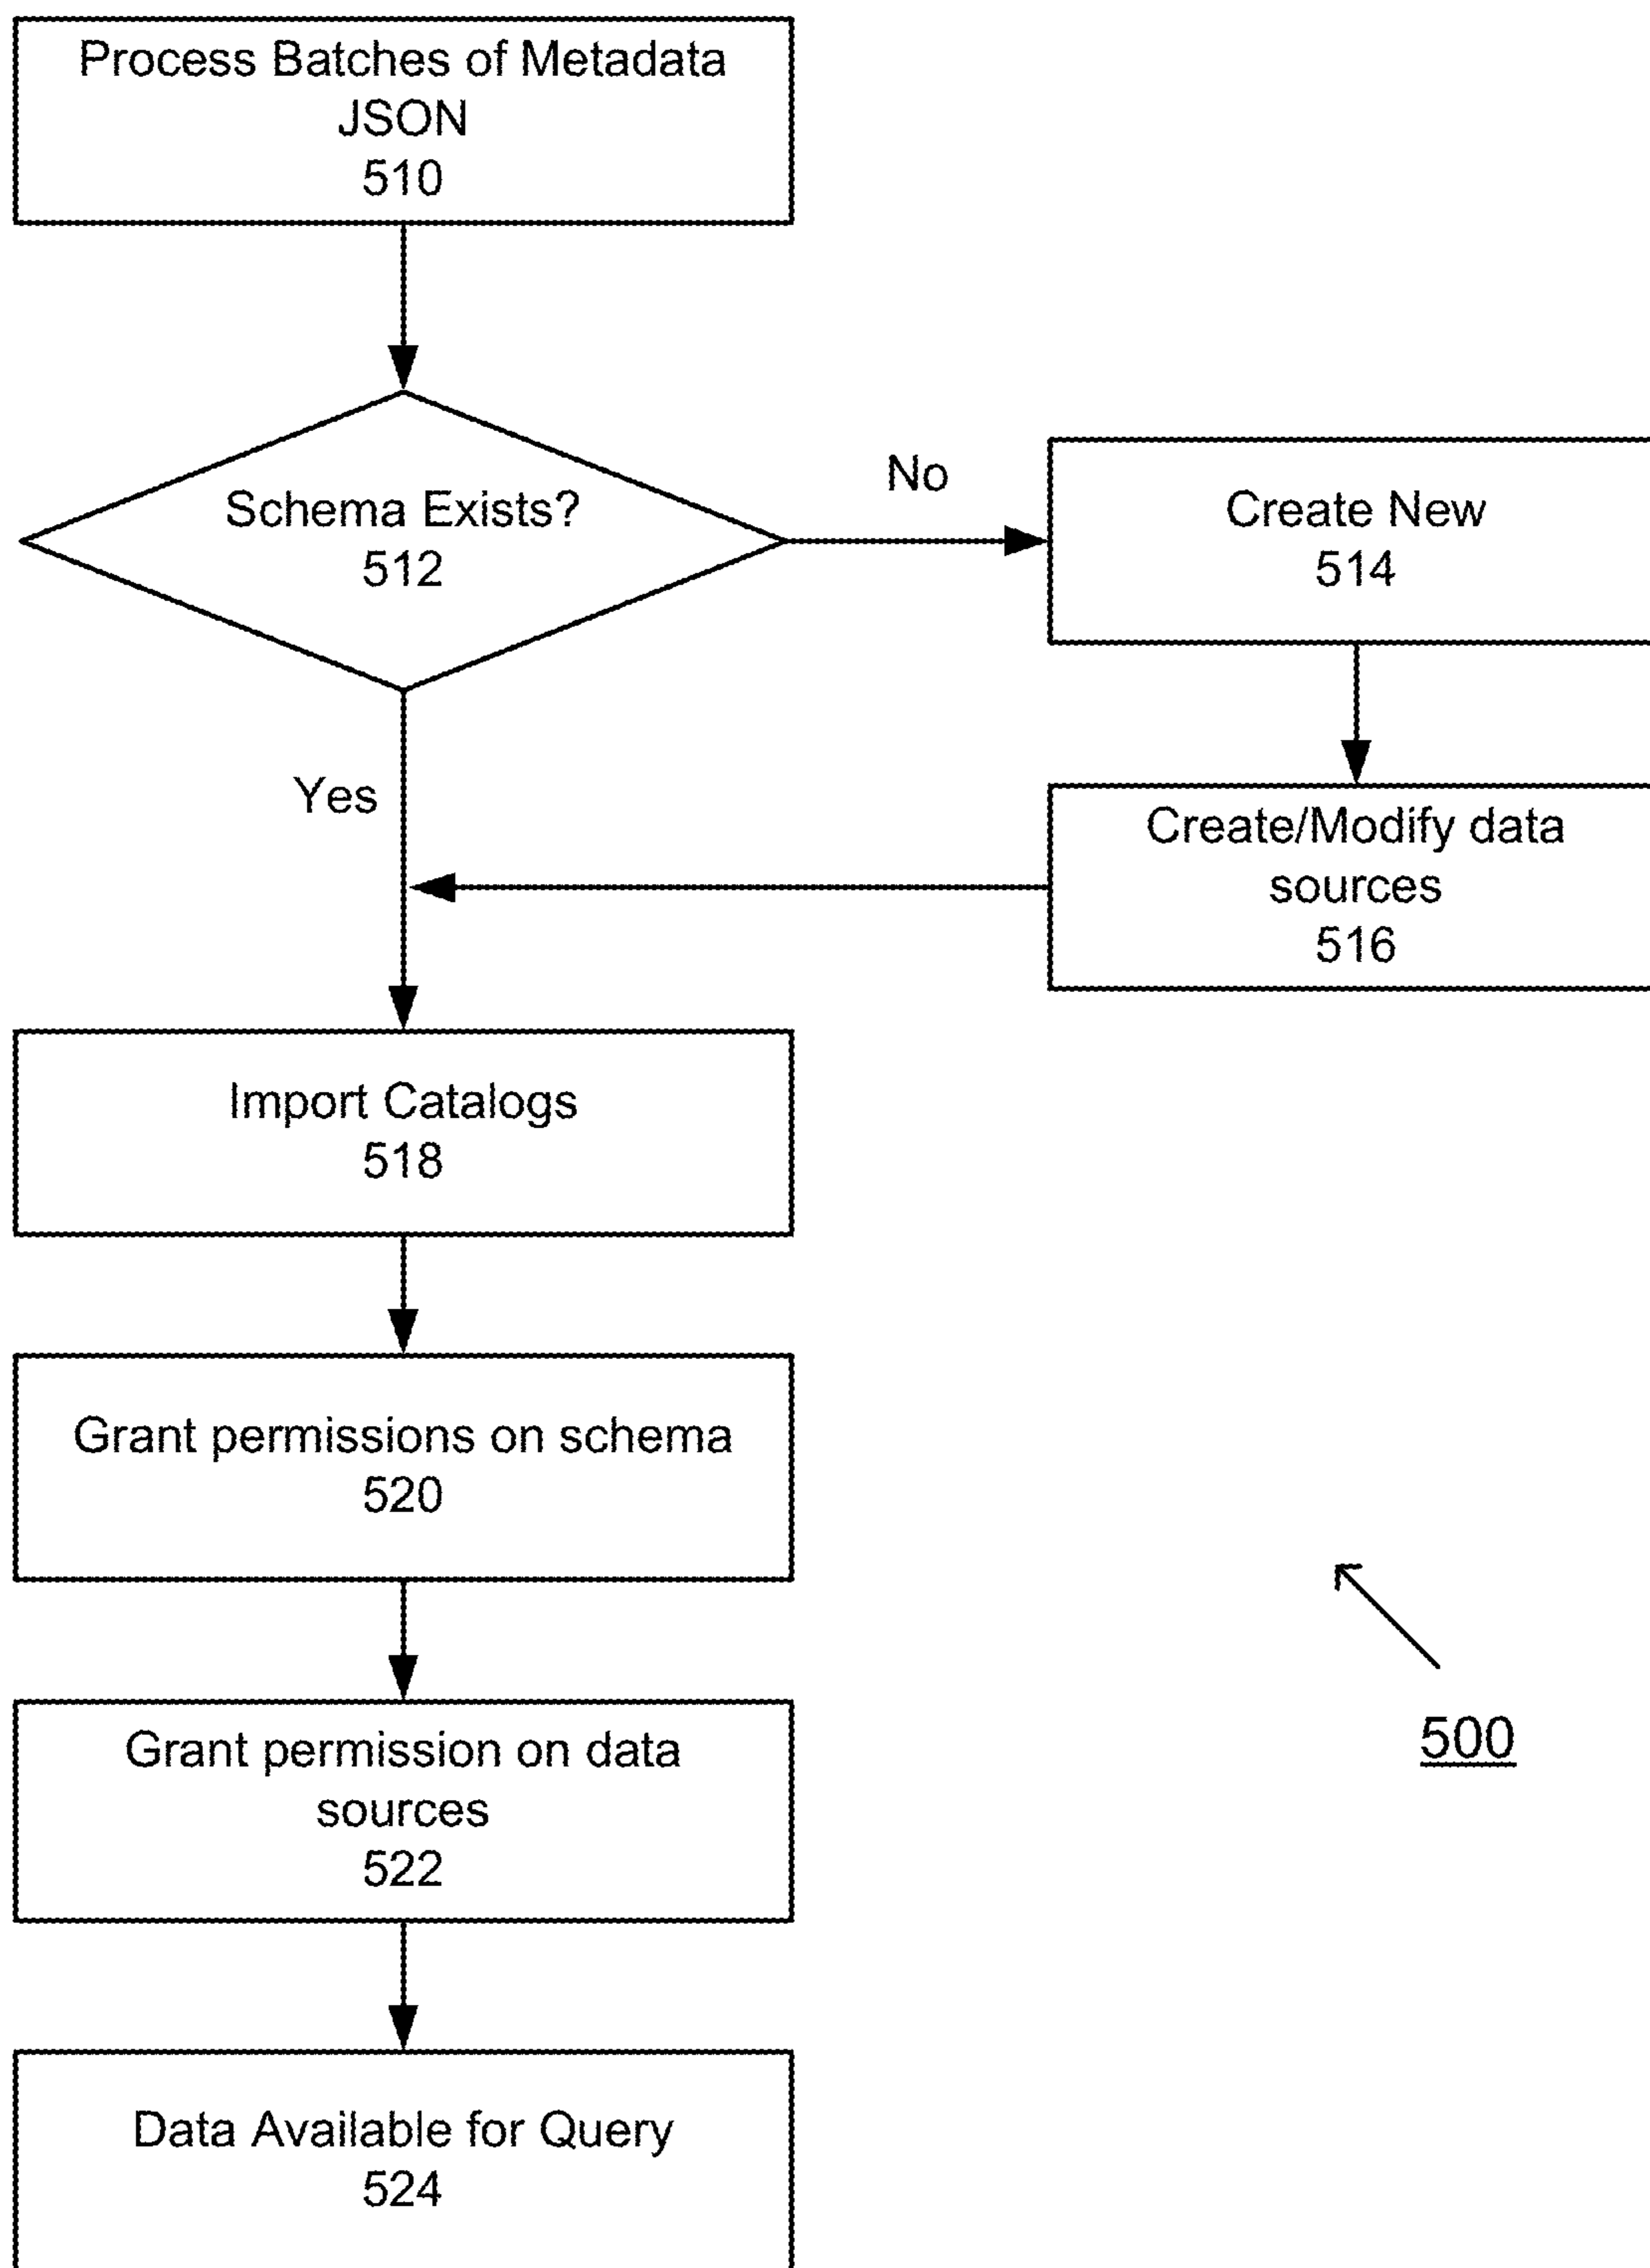 Process Batches of Metadata
JSON
510
Schema Exists?
512
No
Create New
514
Yes
Create/Modify data
sources
516
Import Catalogs
518
Grant permissions on schema
520
Grant permission on data
sources
522
500
Data Available for Query
524